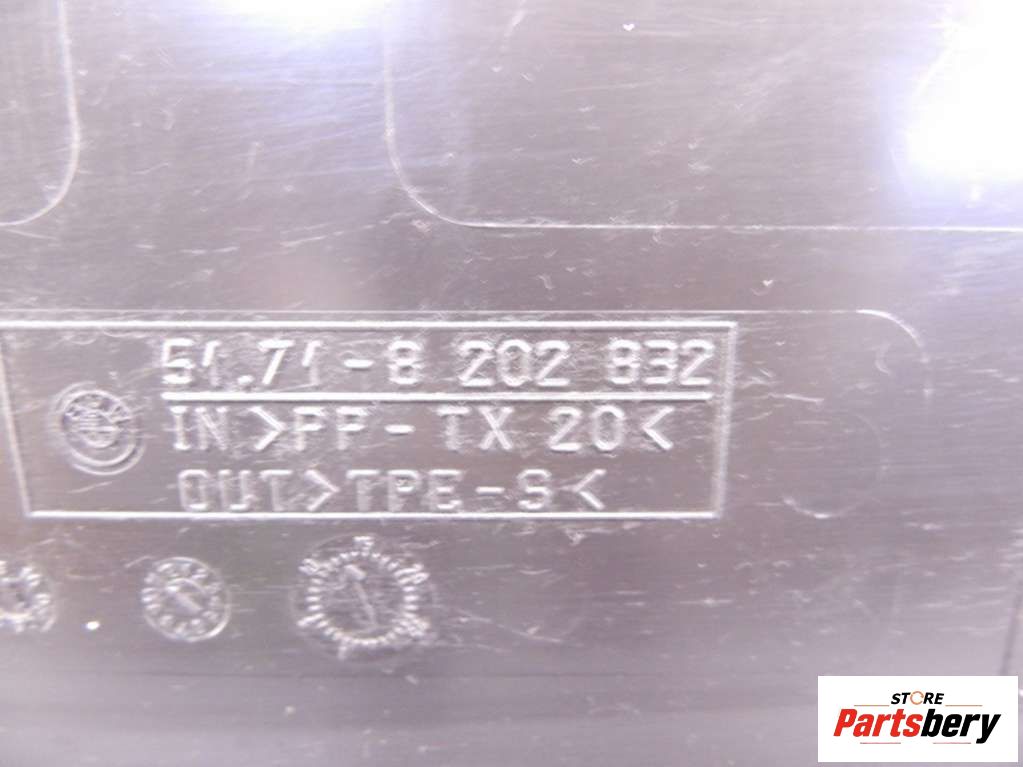 51.71-8 202 832
IN >PP-TX 20<
OUT>TPE-S<
STORE
Partsbery